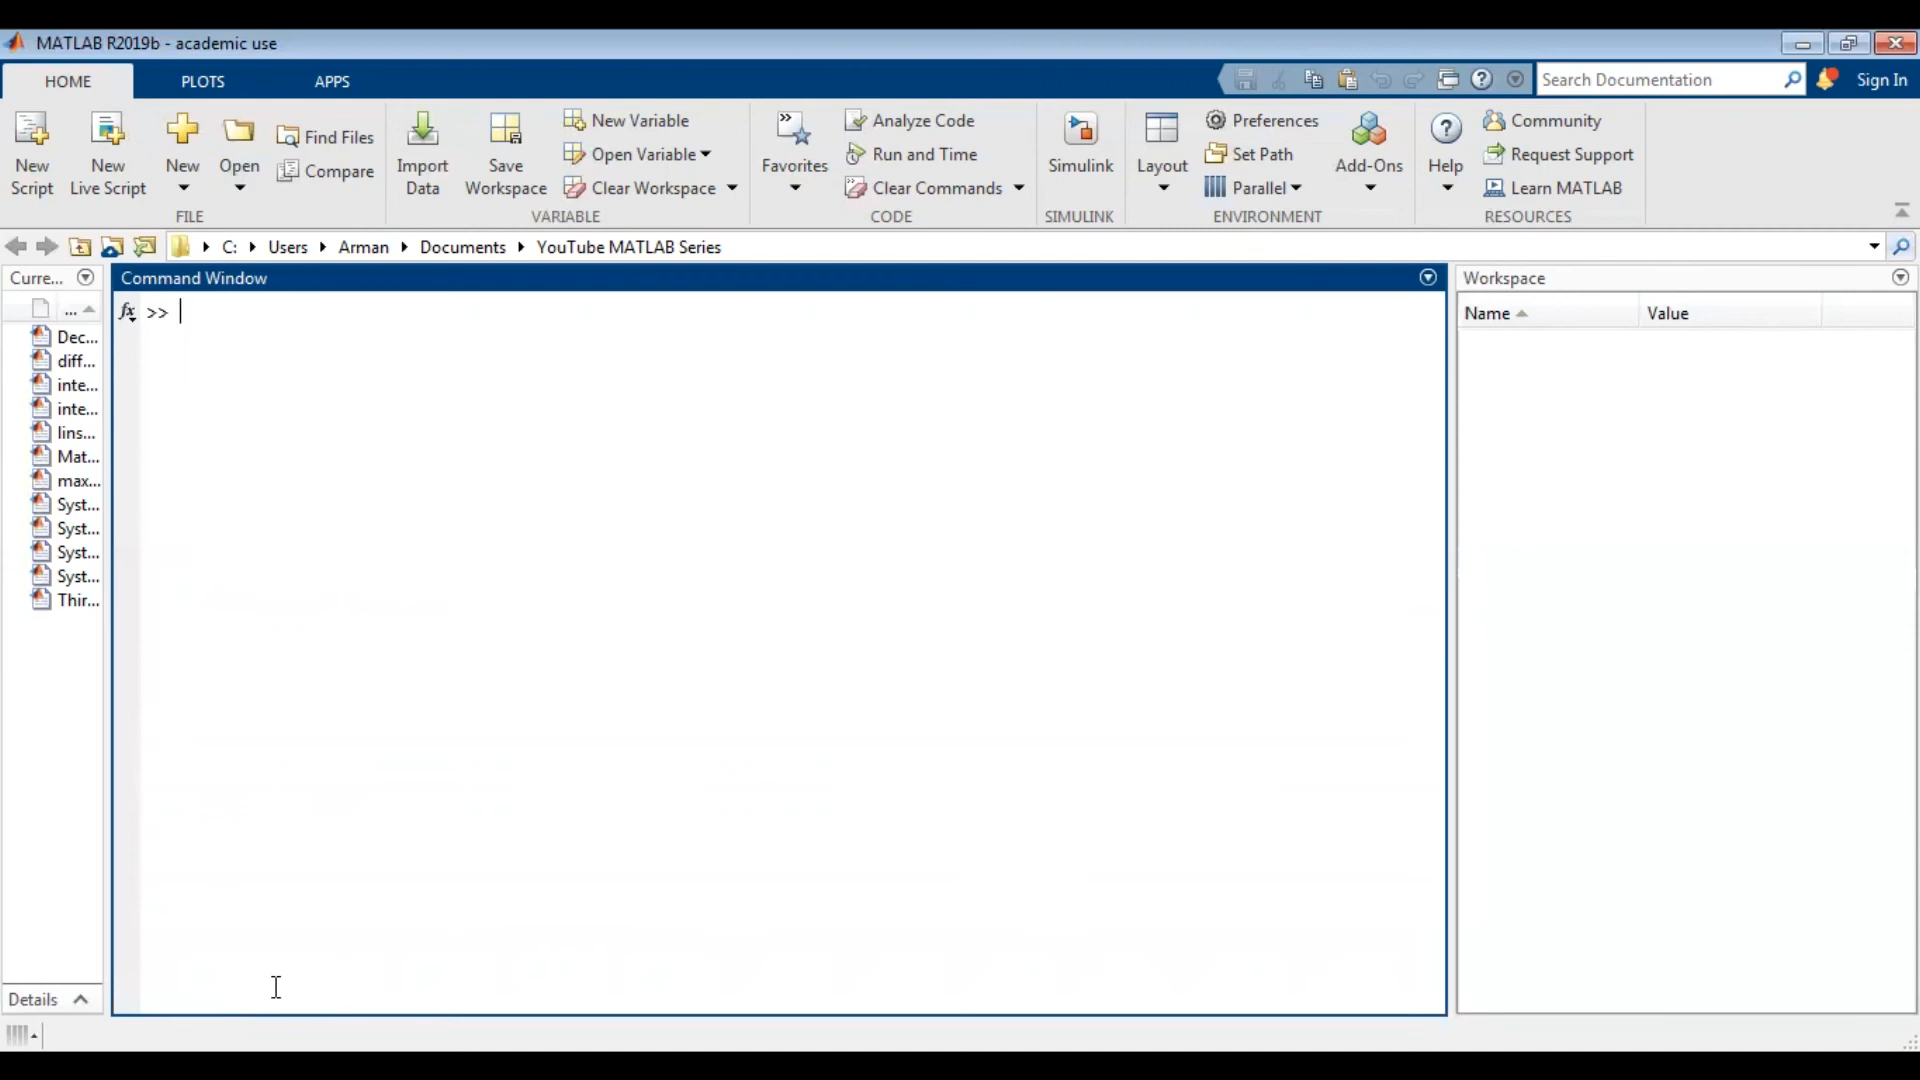 MATLAB R2019b - academic use
HOME PLOTS APPS
Search Documentation
Sign In
New Script
New Live Script
New
Open
Find Files
Compare
FILE
Import Data
Save Workspace
New Variable
Open Variable
Clear Workspace
VARIABLE
Favorites
Analyze Code
Run and Time
Clear Commands
CODE
Simulink
SIMULINK
Layout
Preferences
Set Path
Parallel
Add-Ons
ENVIRONMENT
Help
Community
Request Support
Learn MATLAB
RESOURCES
C: Users Arman Documents YouTube MATLAB Series
Curre...
...
Dec...
diff...
inte...
inte...
lins...
Mat...
max...
Syst...
Syst...
Syst...
Syst...
Thir...
Details
Command Window
fx >>
Workspace
Name Value